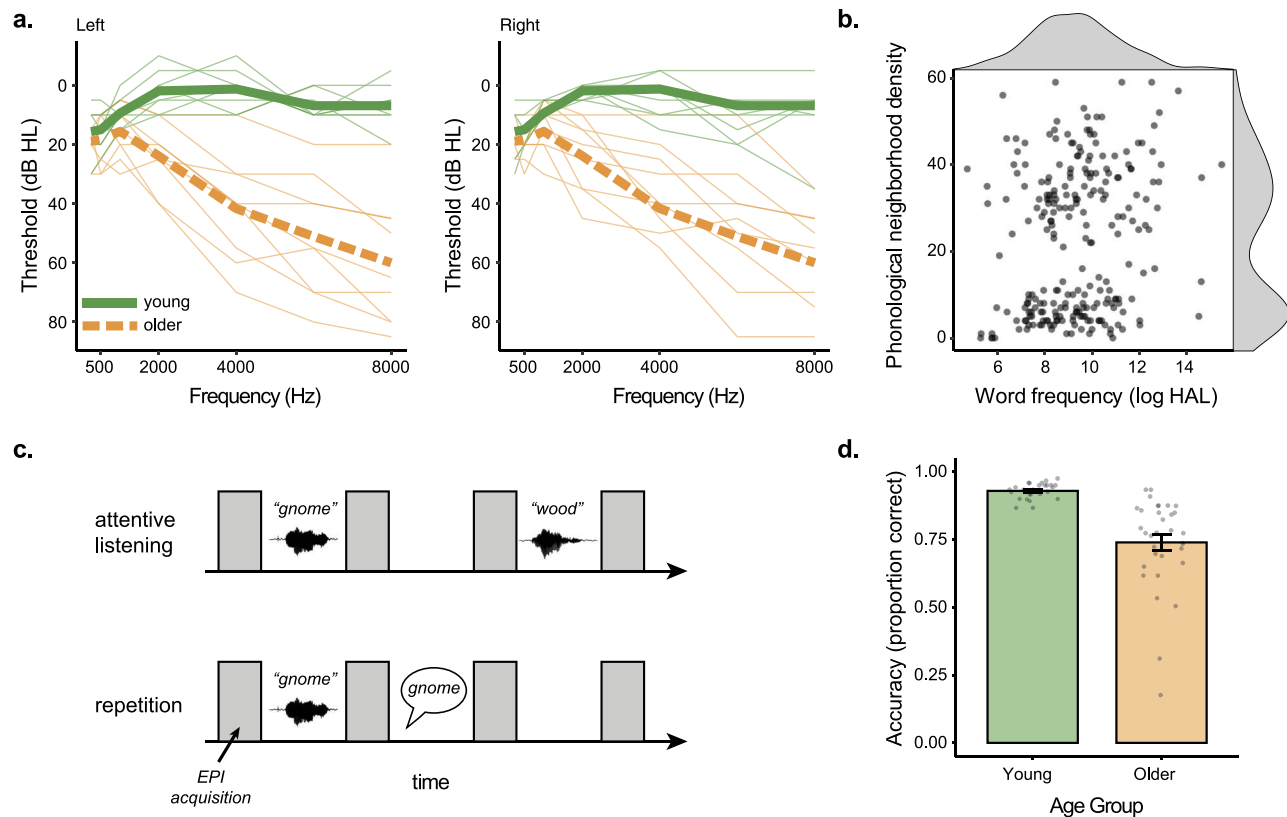 a.
Left
Threshold (dB HL)
0
20
40
60
80
young
older
500
2000
4000
8000
Frequency (Hz)
Right
Threshold (dB HL)
0
20
40
60
80
500
2000
4000
8000
Frequency (Hz)
b.
Phonological neighborhood density
60
40
20
0
6
8
10
12
14
Word frequency (log HAL)
c.
attentive
listening
“gnome”
“wood”
repetition
“gnome”
gnome
EPI
acquisition
time
d.
Accuracy (proportion correct)
1.00
0.75
0.50
0.25
0.00
Young
Older
Age Group